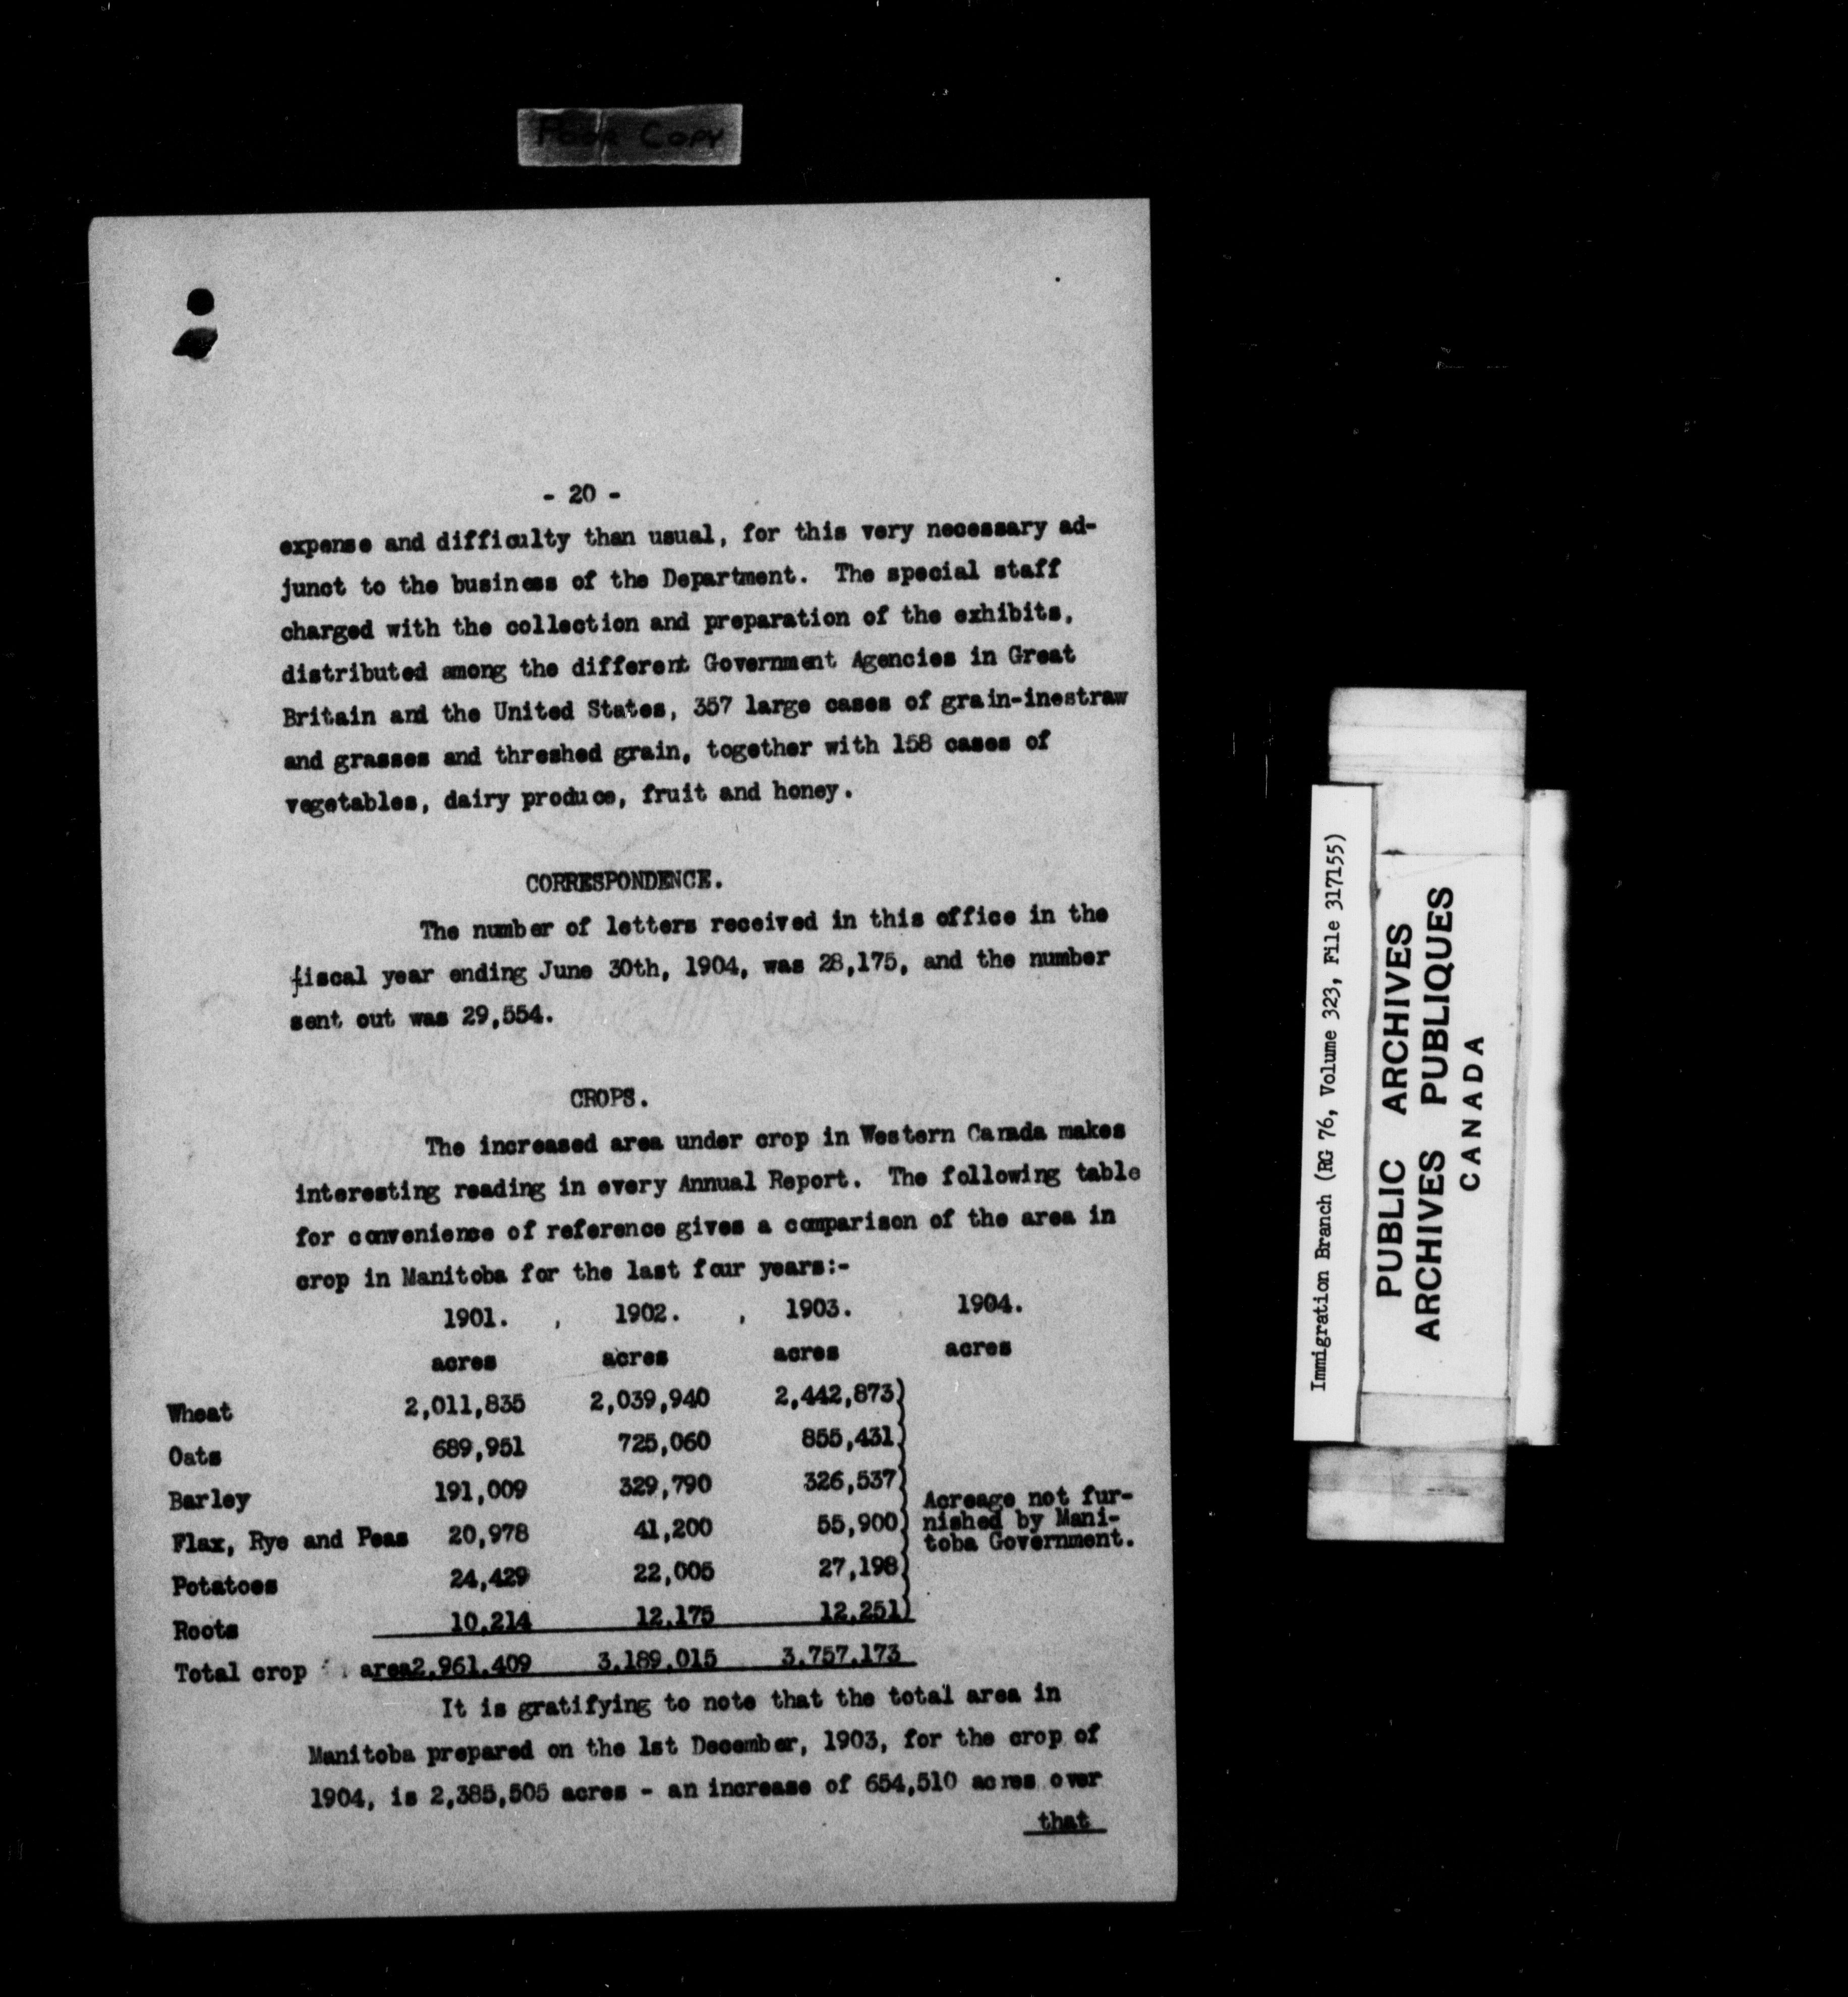 Poor Copy
- 20 -
expense and difficulty than usual, for this very necessary ad-
junct to the business of the Department. The special staff
charged with the collection and preparation of the exhibits,
distributed among the different Government Agencies in Great
Britain and the United States, 357 large cases of grain-inestraw
and grasses and threshed grain, together with 158 cases of
vegetables, dairy produce, fruit and honey.
CORRESPONDENCE.
The number of letters received in this office in the
fiscal year ending June 30th, 1904, was 28,175, and the number
sent out was 29,554.
CROPS.
The increased area under crop in Western Canada makes
interesting reading in every Annual Report. The following table
for convenience of reference gives a comparison of the area in
crop in Manitoba for the last four years:-
1901. , 1902. , 1903. 1904.
acres acres acres acres
Wheat 2,011,835 2,039,940 2,442,873)
Oats 689,951 725,060 855,431)
Barley 191,009 329,790 326,537)
Flax, Rye and Peas 20,978 41,200 55,900)
Potatoes 24,429 22,005 27,198)
Roots 10,214 12,175 12,251)
Acreage not fur-
nished by Mani-
toba Government.
Total crop area2,961,409 3,189,015 3,757,173
It is gratifying to note that the total area in
Manitoba prepared on the 1st December, 1903, for the crop of
1904, is 2,385,505 acres - an increase of 654,510 acres over
that
Immigration Branch (RG 76, Volume 323, File 317155)
PUBLIC ARCHIVES
ARCHIVES PUBLIQUES
CANADA